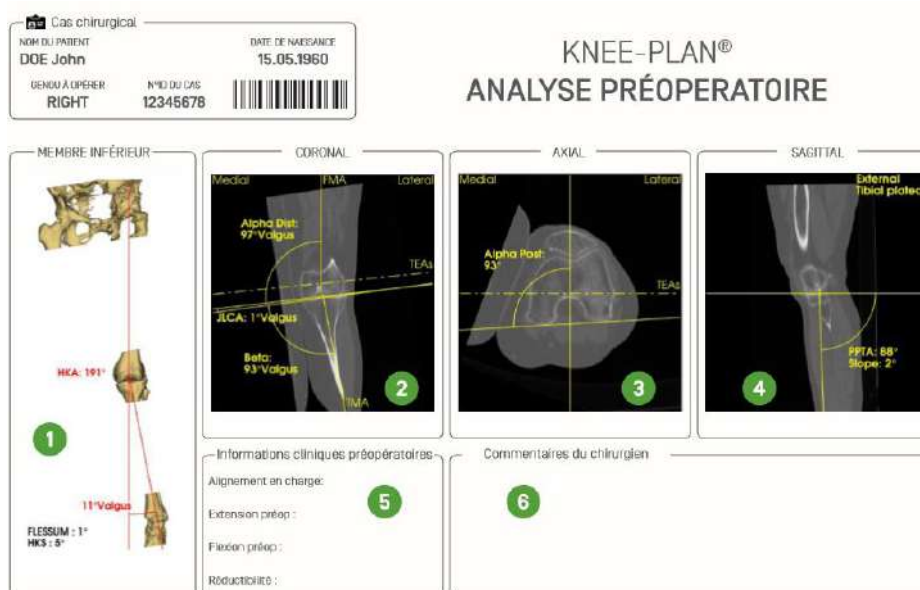 Cas chirurgical
NOM DU PATIENT
DOE John
DATE DE NAISSANCE
15.05.1960
GENOU À OPÉRER
RIGHT
N°ID DU CAS
12345678
KNEE-PLAN®
ANALYSE PRÉOPERATOIRE
MEMBRE INFÉRIEUR
HKA: 191°
1
11°Valgus
FLESSUM : 1°
HKS : 5°
CORONAL
Medial
FMA
Lateral
Alpha Dist:
97°Valgus
TEAs
JLCA: 1°Valgus
Beta:
93°Valgus
2
TMA
AXIAL
Medial
Lateral
Alpha Post:
93°
TEAs
3
SAGITTAL
External
Tibial platea
PPTA: 88°
Slope: 2°
4
Informations cliniques préopératoires
Alignement en charge:
5
Extension préop :
Flexion préop :
Réductibilité :
Commentaires du chirurgien
6